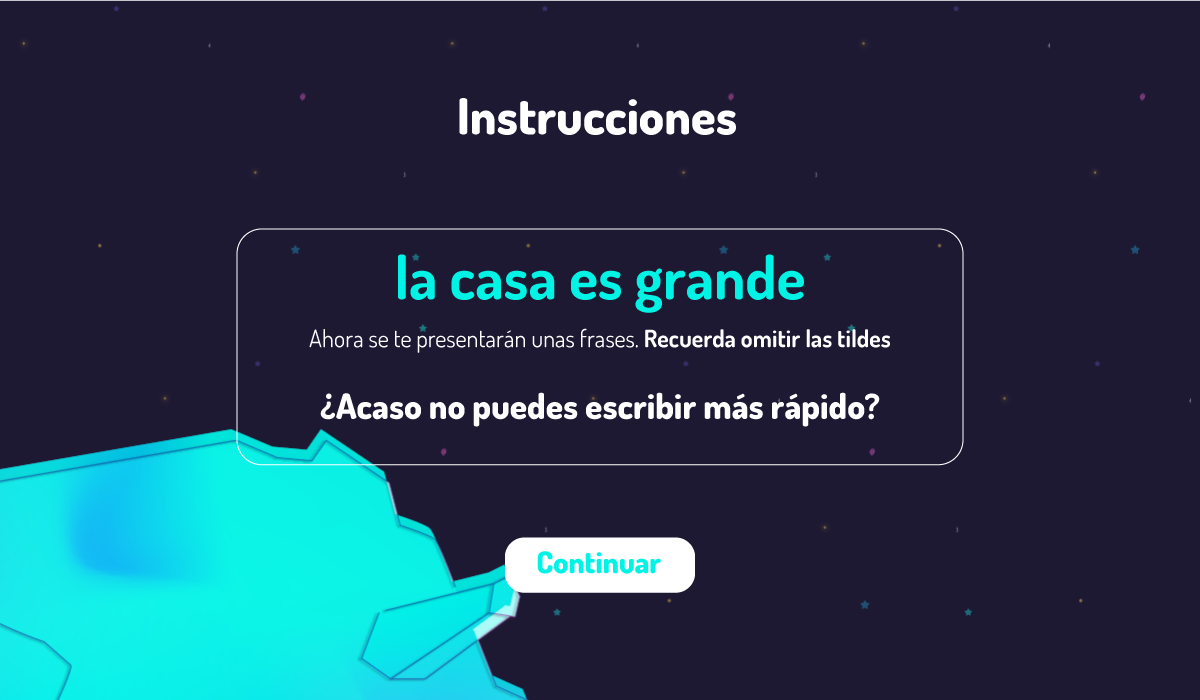 Instrucciones
la casa es grande
Ahora se te presentarán unas frases. Recuerda omitir las tildes
¿Acaso no puedes escribir más rápido?
Continuar